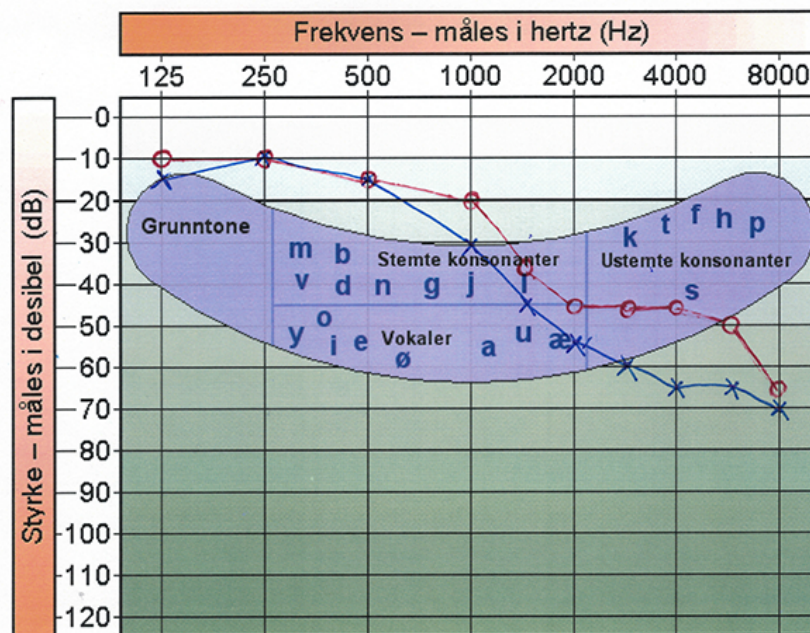 Frekvens – måles i hertz (Hz)
125 250 500 1000 2000 4000 8000
Styrke – måles i desibel (dB)
0
10
20
30
40
50
60
70
80
90
100
110
120
Grunntone
k t f h p
m b
Stemte konsonanter
Ustemte konsonanter
v d n g j l
s
y o i e ø
Vokaler
a u æ